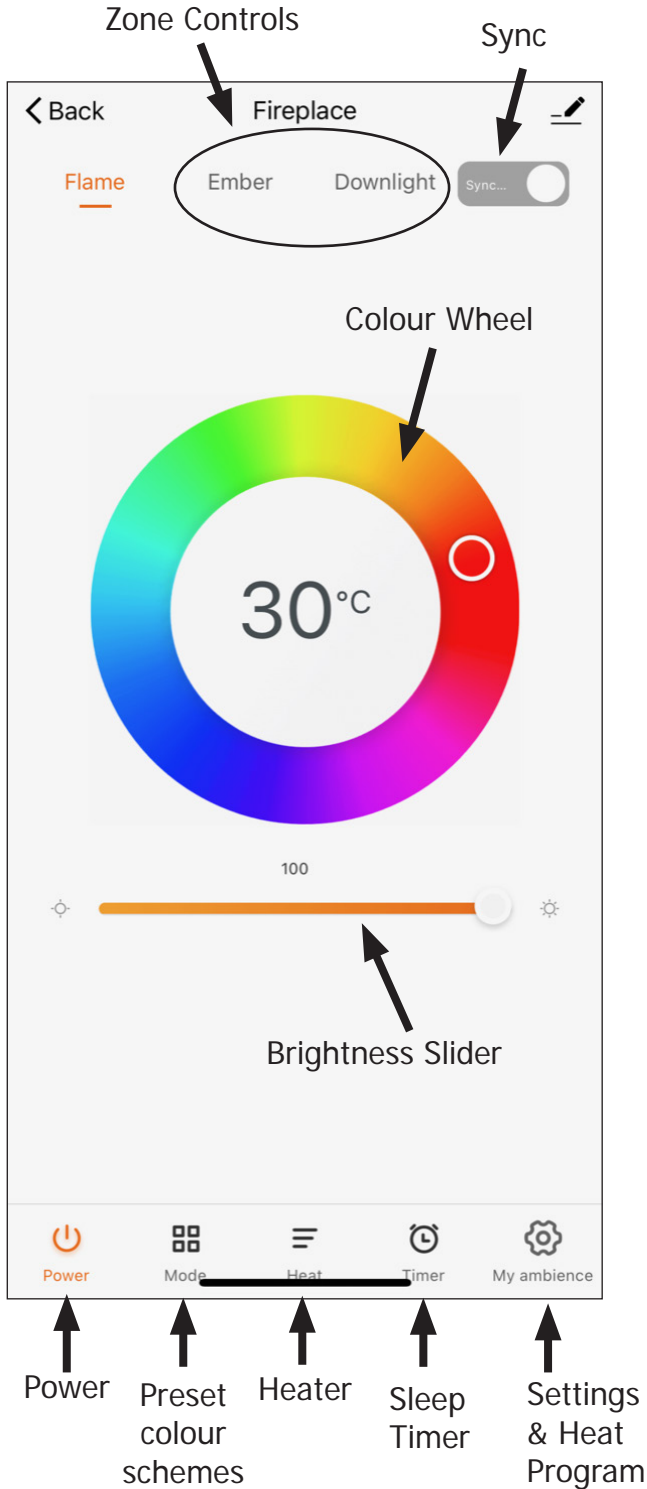 Zone Controls
Sync
Back
Fireplace
Flame
Ember
Downlight
Sync...
Colour Wheel
30°C
100
Brightness Slider
Power
Mode
Heat
Timer
My ambience
Power
Preset
colour
schemes
Heater
Sleep
Timer
Settings
& Heat
Program